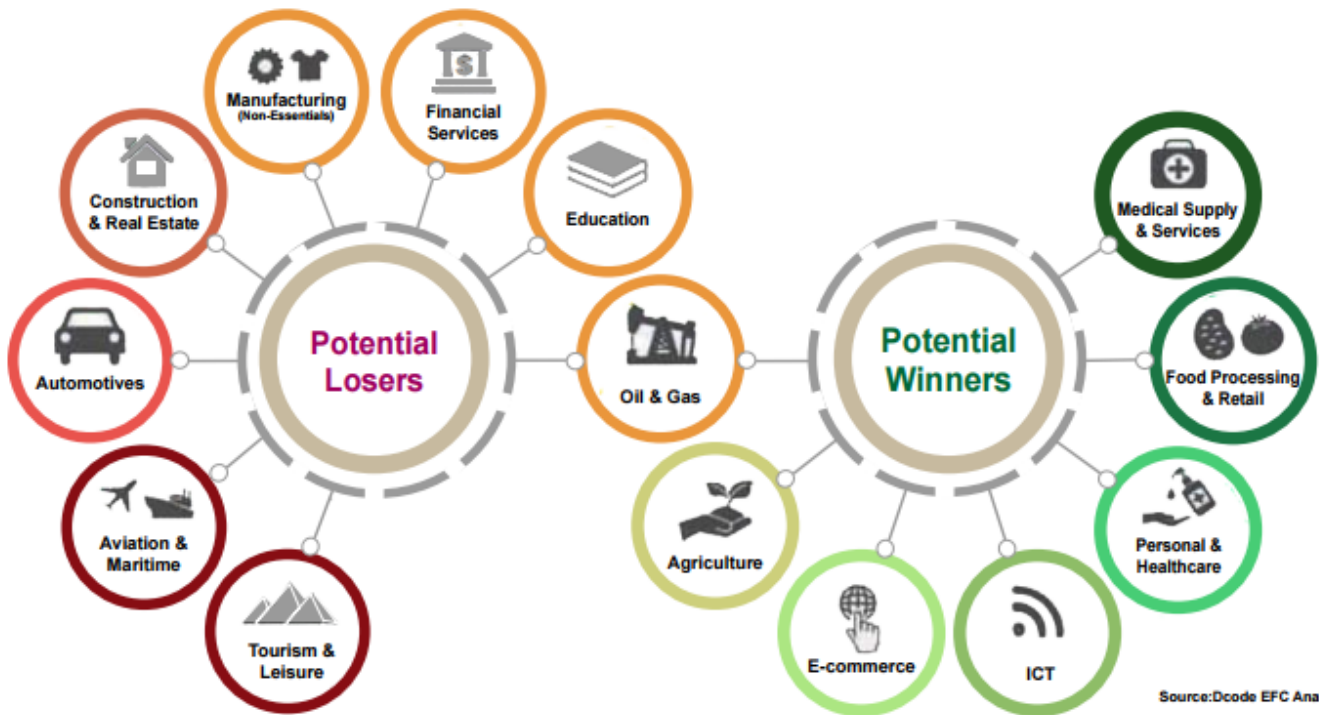 Manufacturing
(Non-Essentials)
Financial
Services
Construction
& Real Estate
Education
Medical Supply
& Services
Automotives
Potential
Losers
Oil & Gas
Potential
Winners
Food Processing
& Retail
Aviation &
Maritime
Agriculture
Personal &
Healthcare
Tourism &
Leisure
E-commerce
ICT
Source:Dcode EFC Ana
$